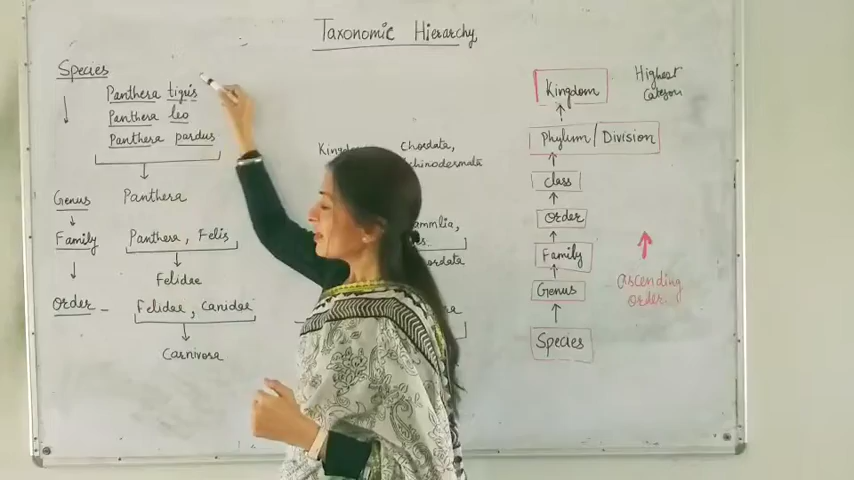 Taxonomic Hierarchy
Species
Panthera tigris
Panthera leo
Panthera pardus
Genus Panthera
Family Panthera, Felis
Felidae
Order - Felidae, Canidae
Carnivora
Chordata,
Kingdom
Highest
Category
Phylum/Division
Class
Order
Family
Genus
Species
ascending
order